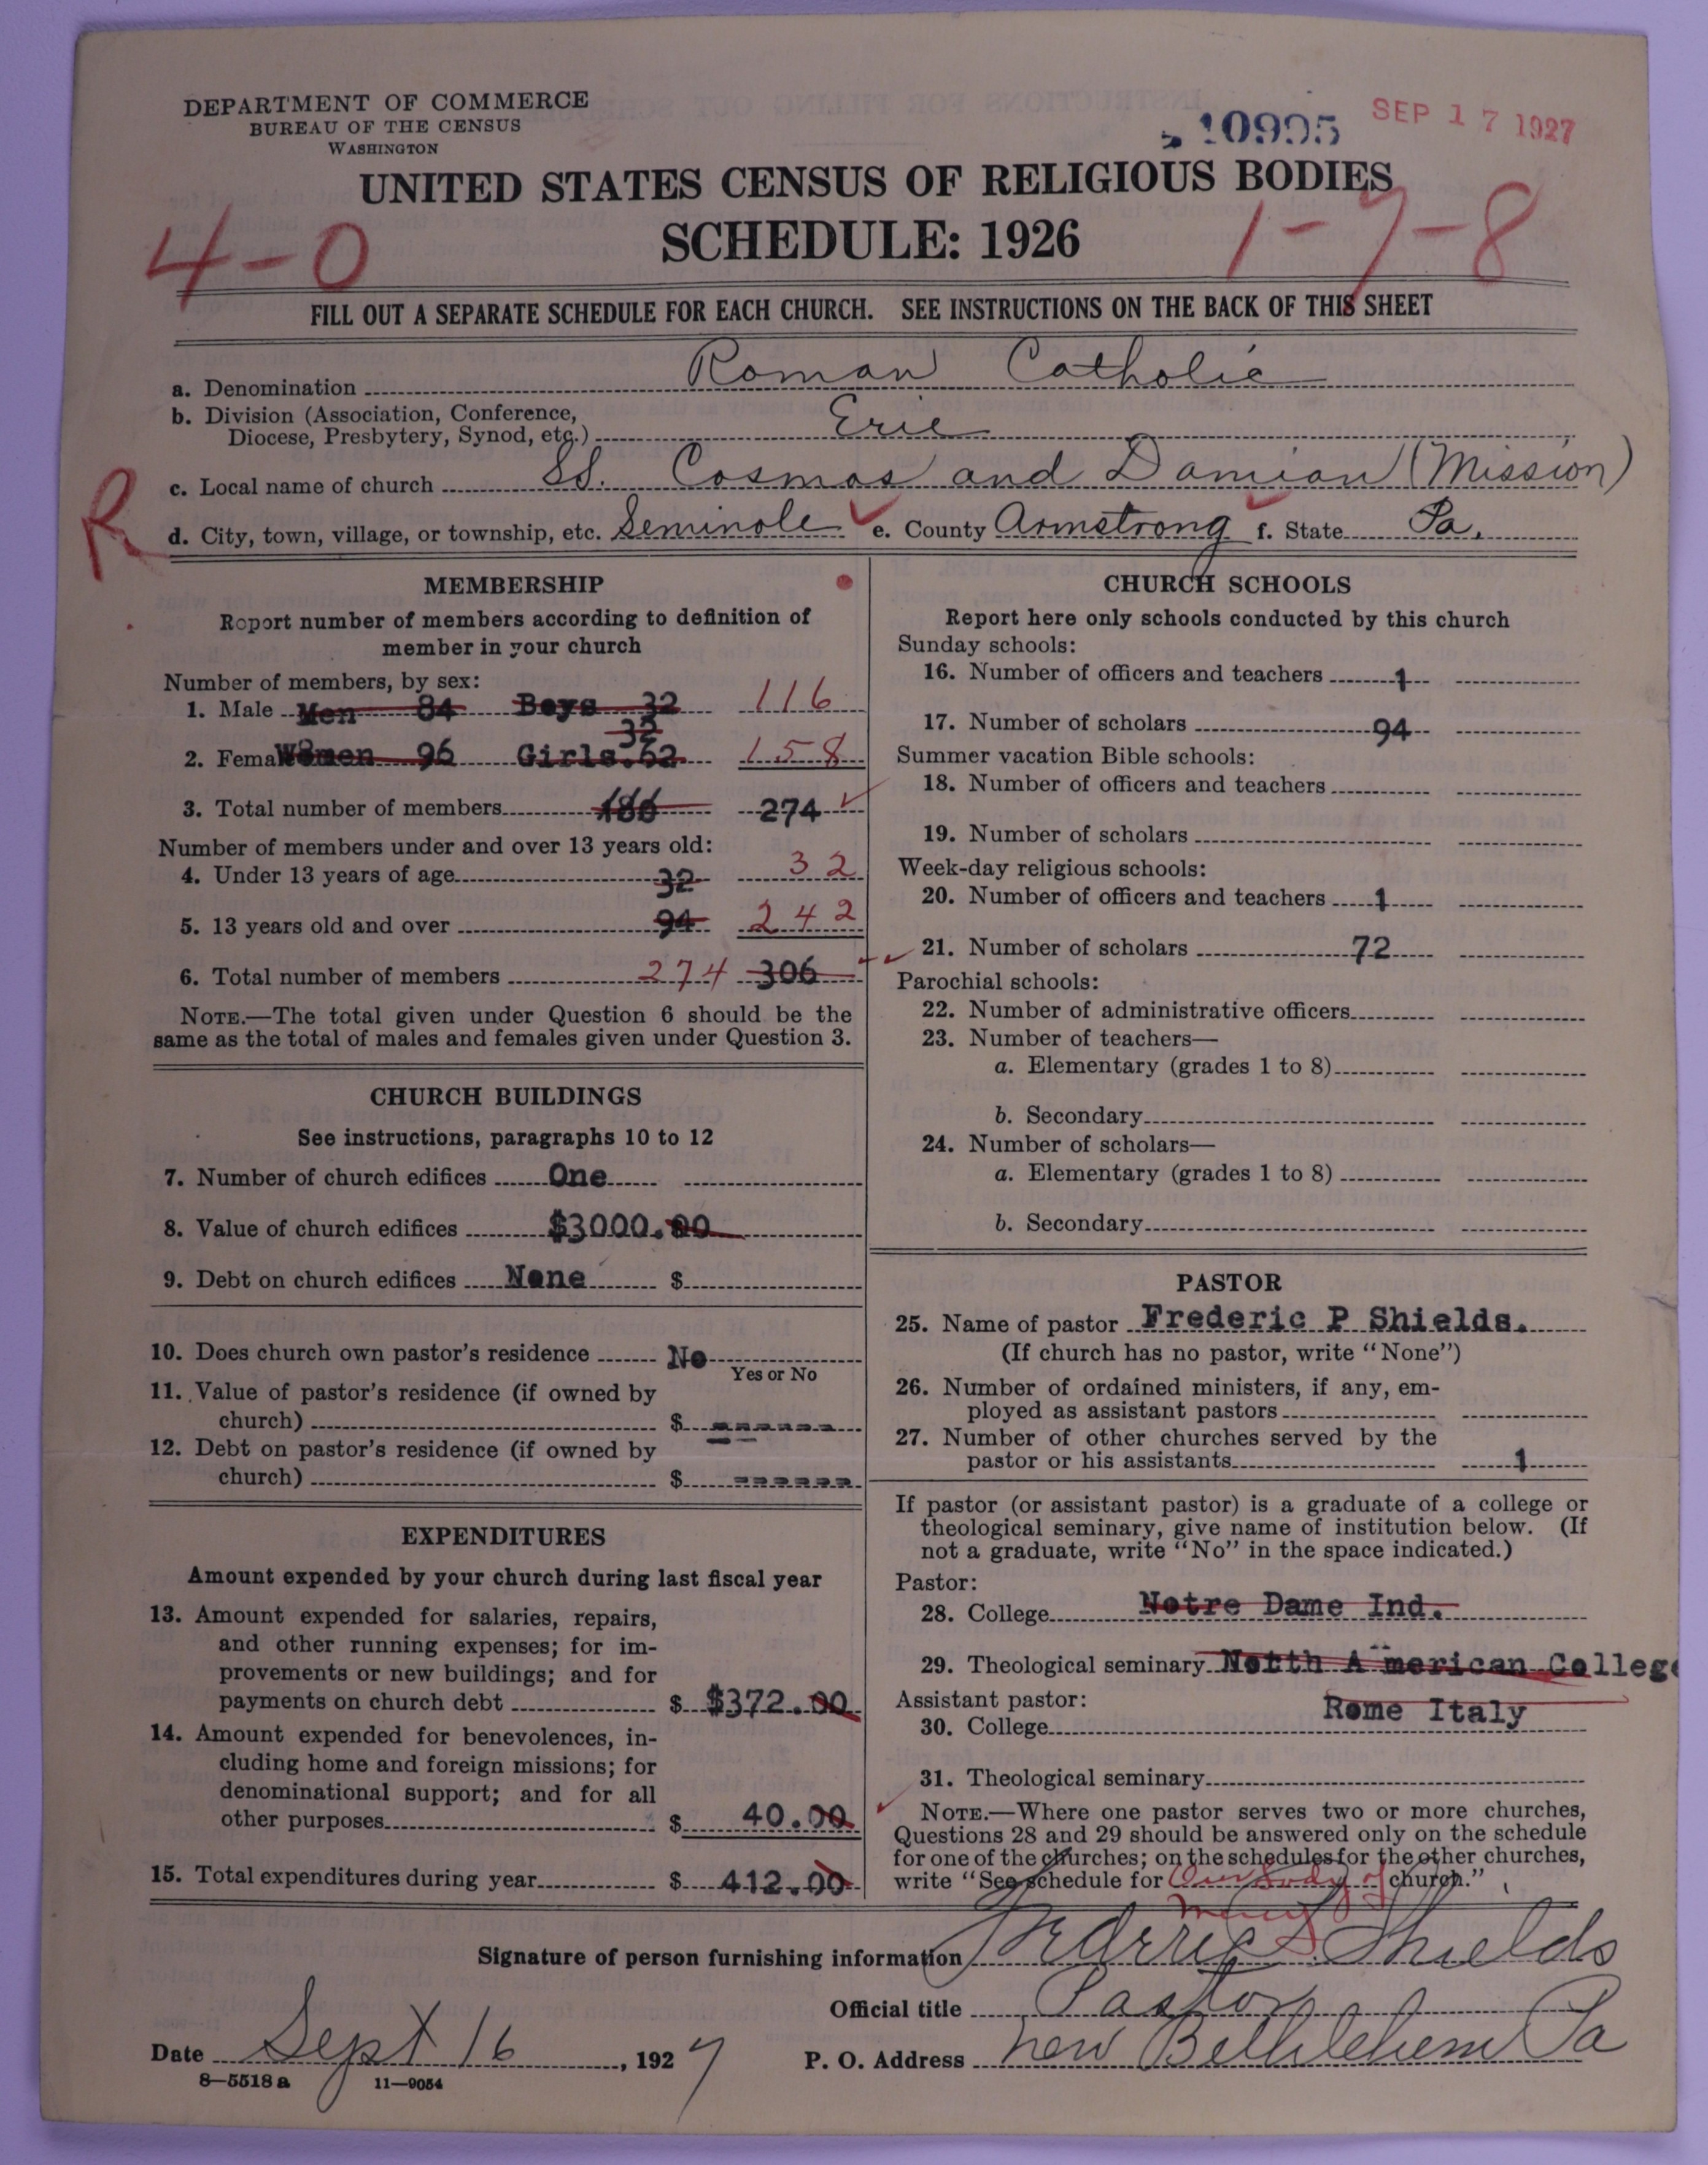 DEPARTMENT OF COMMERCE
BUREAU OF THE CENSUS
WASHINGTON
10995
SEP 17 1927
UNITED STATES CENSUS OF RELIGIOUS BODIES
SCHEDULE: 1926
4-0
1-7-8
FILL OUT A SEPARATE SCHEDULE FOR EACH CHURCH. SEE INSTRUCTIONS ON THE BACK OF THIS SHEET
a. Denomination Roman Catholic
b. Division (Association, Conference,
Diocese, Presbytery, Synod, etc.) Erie
c. Local name of church SS. Cosmas and Damian (Mission)
R
d. City, town, village, or township, etc. Seminole e. County Armstrong f. State Pa.
MEMBERSHIP
Report number of members according to definition of
member in your church
Number of members, by sex:
1. Male Men 84 Boys 32 116
32
2. Fema Women 96 Girls.62 158
3. Total number of members 186 274
Number of members under and over 13 years old:
4. Under 13 years of age 32 32
5. 13 years old and over 94 242
6. Total number of members 274 306
NOTE.—The total given under Question 6 should be the
same as the total of males and females given under Question 3.
CHURCH BUILDINGS
See instructions, paragraphs 10 to 12
7. Number of church edifices One
8. Value of church edifices $3000.00
9. Debt on church edifices None $
10. Does church own pastor's residence No
Yes or No
11. Value of pastor's residence (if owned by
church) $ ------
12. Debt on pastor's residence (if owned by
church) $ ======
EXPENDITURES
Amount expended by your church during last fiscal year
13. Amount expended for salaries, repairs,
and other running expenses; for im-
provements or new buildings; and for
payments on church debt $ $372.00
14. Amount expended for benevolences, in-
cluding home and foreign missions; for
denominational support; and for all
other purposes $ 40.00
15. Total expenditures during year $ 412.00
CHURCH SCHOOLS
Report here only schools conducted by this church
Sunday schools:
16. Number of officers and teachers 1
17. Number of scholars 94
Summer vacation Bible schools:
18. Number of officers and teachers
19. Number of scholars
Week-day religious schools:
20. Number of officers and teachers 1
21. Number of scholars 72
Parochial schools:
22. Number of administrative officers
23. Number of teachers—
a. Elementary (grades 1 to 8)
b. Secondary
24. Number of scholars—
a. Elementary (grades 1 to 8)
b. Secondary
PASTOR
25. Name of pastor Frederic P Shields.
(If church has no pastor, write "None")
26. Number of ordained ministers, if any, em-
ployed as assistant pastors
27. Number of other churches served by the
pastor or his assistants 1
If pastor (or assistant pastor) is a graduate of a college or
theological seminary, give name of institution below. (If
not a graduate, write "No" in the space indicated.)
Pastor:
28. College Notre Dame Ind.
29. Theological seminary North A merican College
Assistant pastor: Rome Italy
30. College
31. Theological seminary
NOTE.—Where one pastor serves two or more churches,
Questions 28 and 29 should be answered only on the schedule
for one of the churches; on the schedules for the other churches,
write "See schedule for Our Lady of church."
Mercy
Signature of person furnishing information Shields
Official title Pastor
Date Sept 16, 1927
P. O. Address New Bethlehem Pa
8—5518 a 11—9054